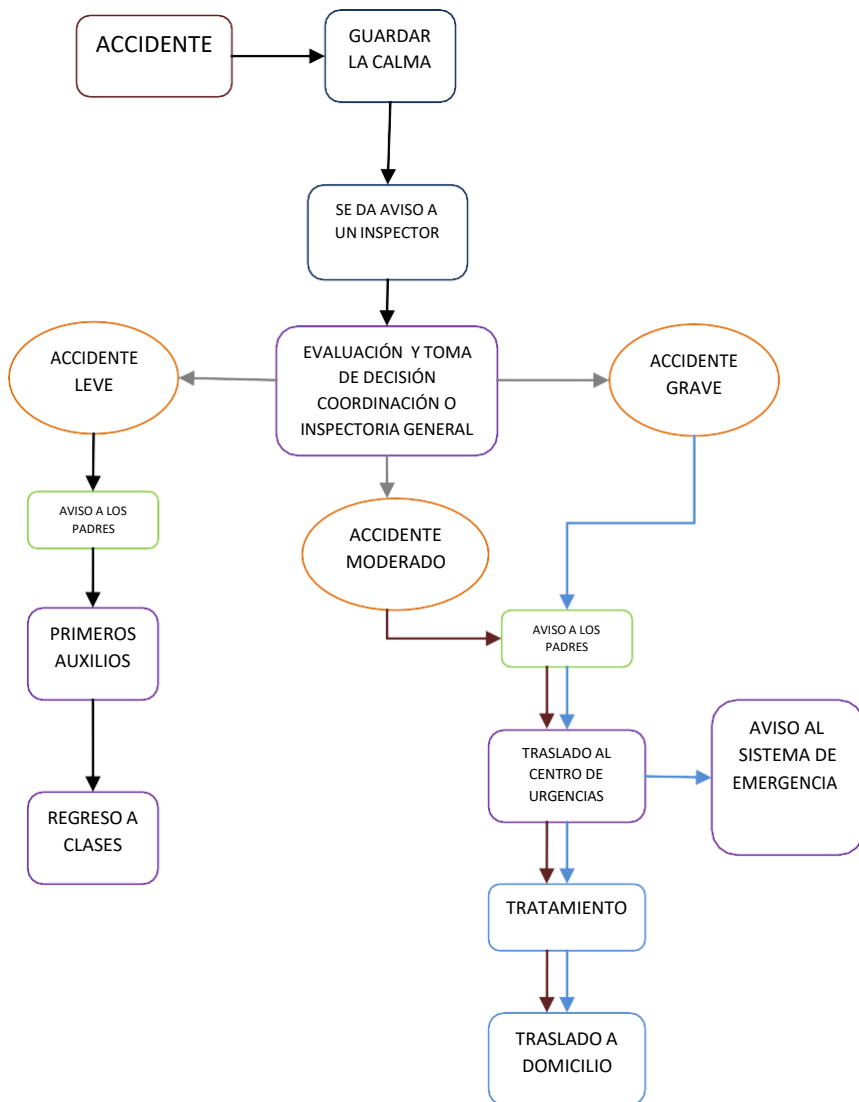 ACCIDENTE
GUARDAR
LA CALMA
SE DA AVISO A
UN INSPECTOR
EVALUACIÓN Y TOMA
DE DECISIÓN
COORDINACIÓN O
INSPECTORIA GENERAL
ACCIDENTE
LEVE
ACCIDENTE
GRAVE
AVISO A LOS
PADRES
ACCIDENTE
MODERADO
PRIMEROS
AUXILIOS
AVISO A LOS
PADRES
REGRESO A
CLASES
TRASLADO AL
CENTRO DE
URGENCIAS
AVISO AL
SISTEMA DE
EMERGENCIA
TRATAMIENTO
TRASLADO A
DOMICILIO